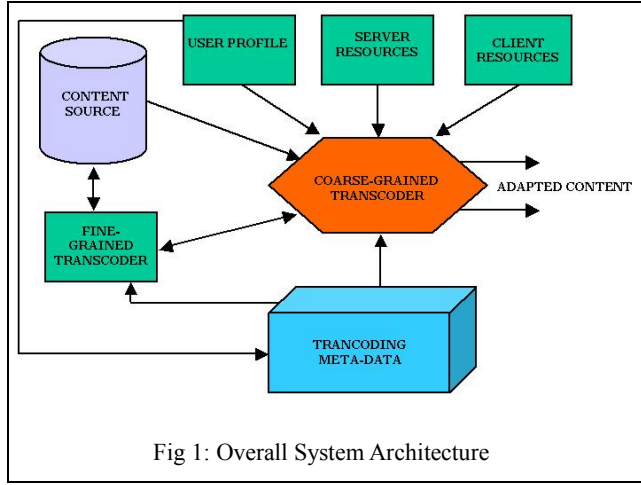 USER PROFILE
SERVER
RESOURCES
CLIENT
RESOURCES
CONTENT
SOURCE
COARSE-GRAINED
TRANSCODER
ADAPTED CONTENT
FINE-
GRAINED
TRANSCODER
TRANCODING
META-DATA
Fig 1: Overall System Architecture